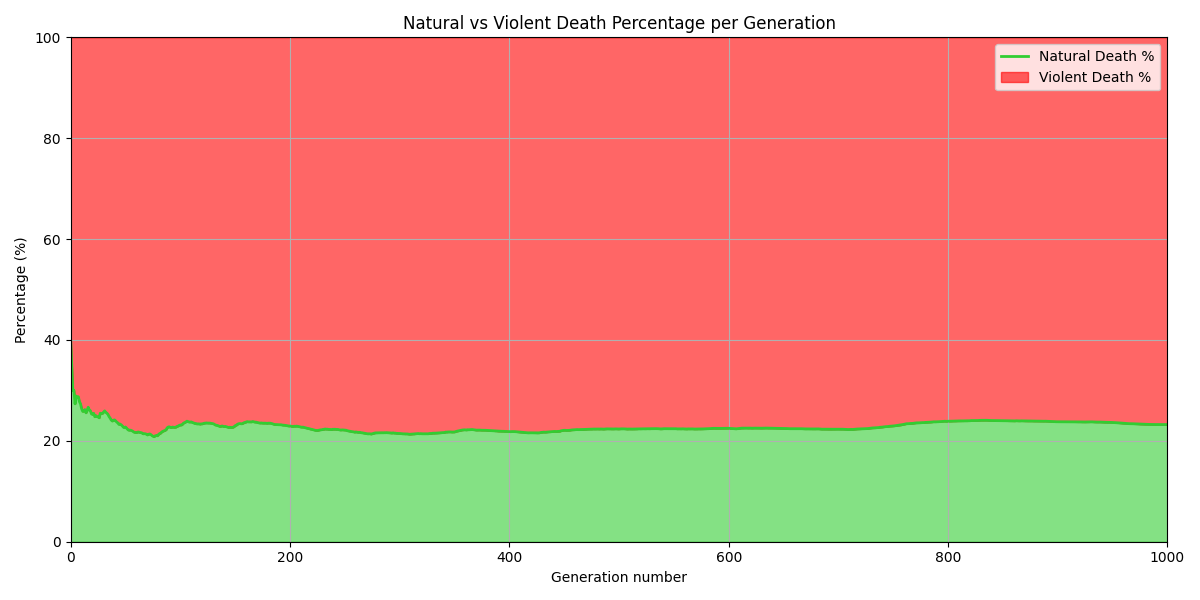 Natural vs Violent Death Percentage per Generation
Natural Death %
Violent Death %
Percentage (%)
100
80
60
40
20
0
0 200 400 600 800 1000
Generation number